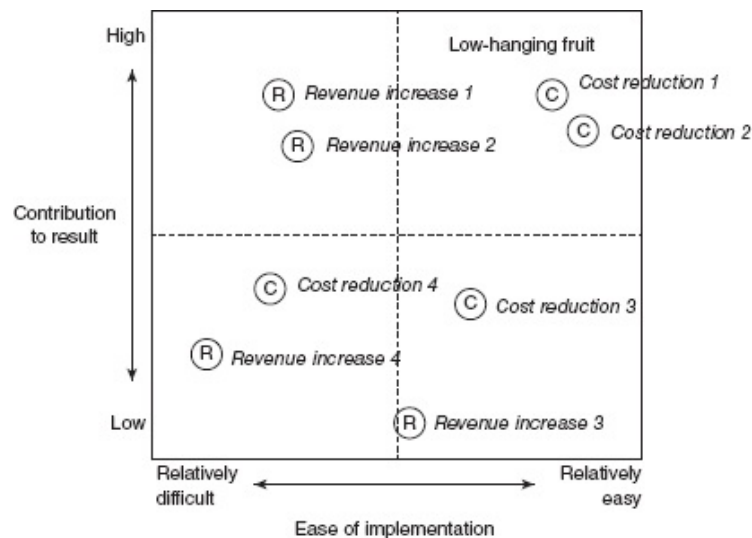 High
Low-hanging fruit
R Revenue increase 1
C Cost reduction 1
R Revenue increase 2
C Cost reduction 2
Contribution
to result
C Cost reduction 4
C Cost reduction 3
R Revenue increase 4
Low
R Revenue increase 3
Relatively
difficult
Relatively
easy
Ease of implementation